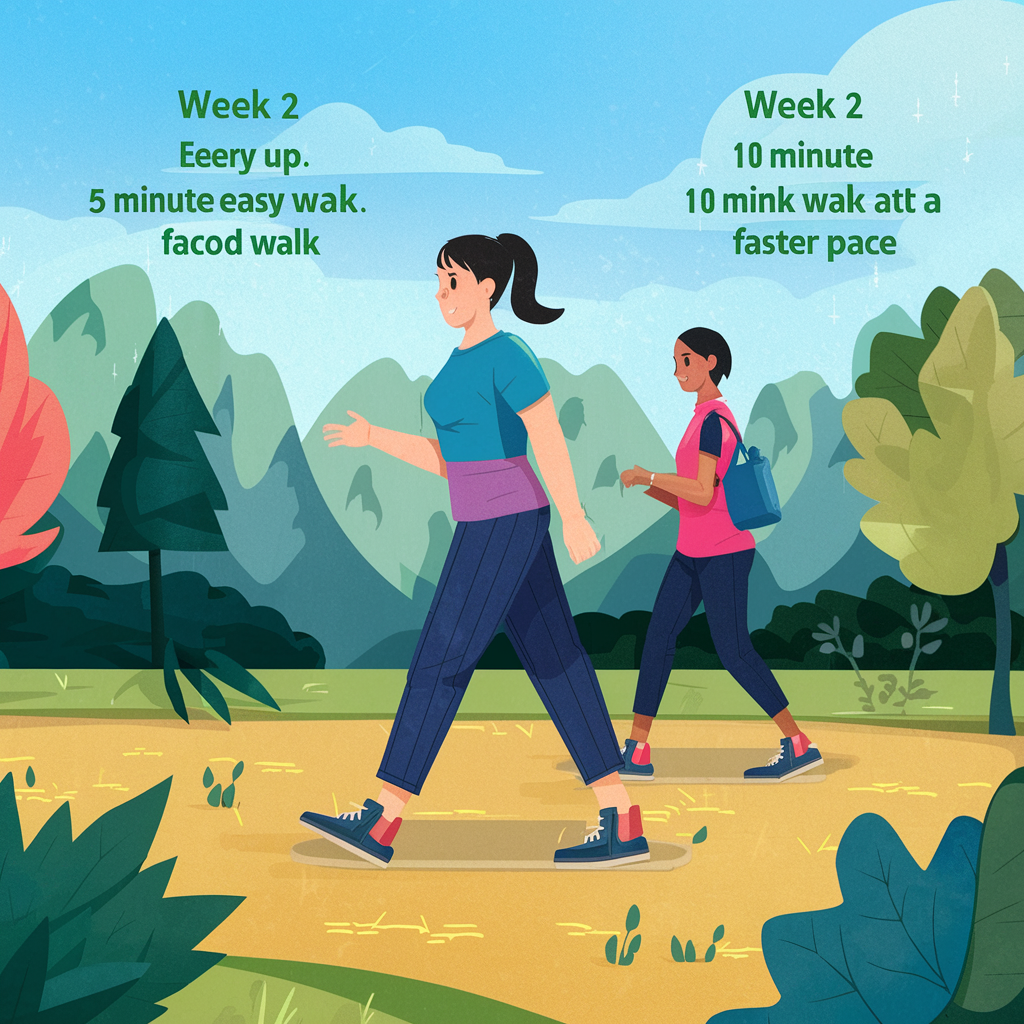 Week 2
Eeery up.
5 minute easy wak.
facod walk
Week 2
10 minute
10 mink wak att a
faster pace